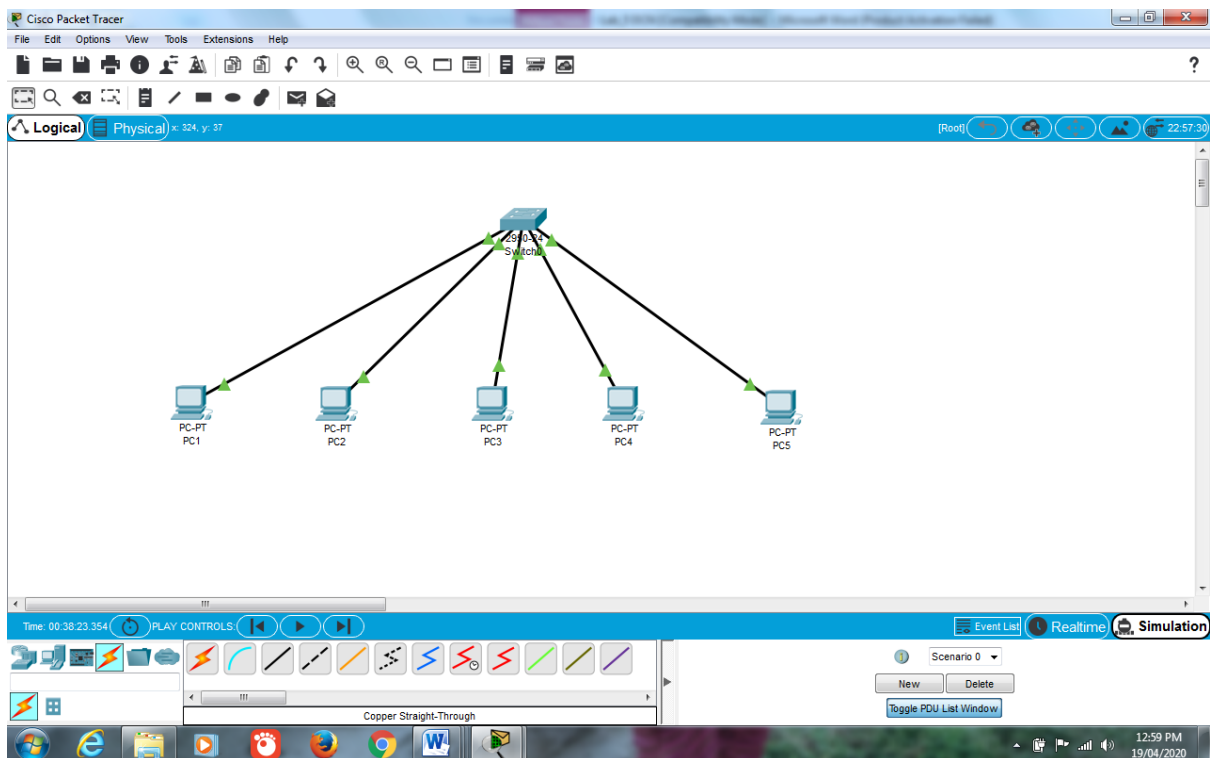 Cisco Packet Tracer
File Edit Options View Tools Extensions Help
?
Logical Physical x: 324, y: 37 [Root] 22:57:30
2950-24
Switch0
PC-PT
PC1
PC-PT
PC2
PC-PT
PC3
PC-PT
PC4
PC-PT
PC5
Time: 00:38:23.354 PLAY CONTROLS: Event List Realtime Simulation
Scenario 0
New Delete
Toggle PDU List Window
Copper Straight-Through
12:59 PM
19/04/2020